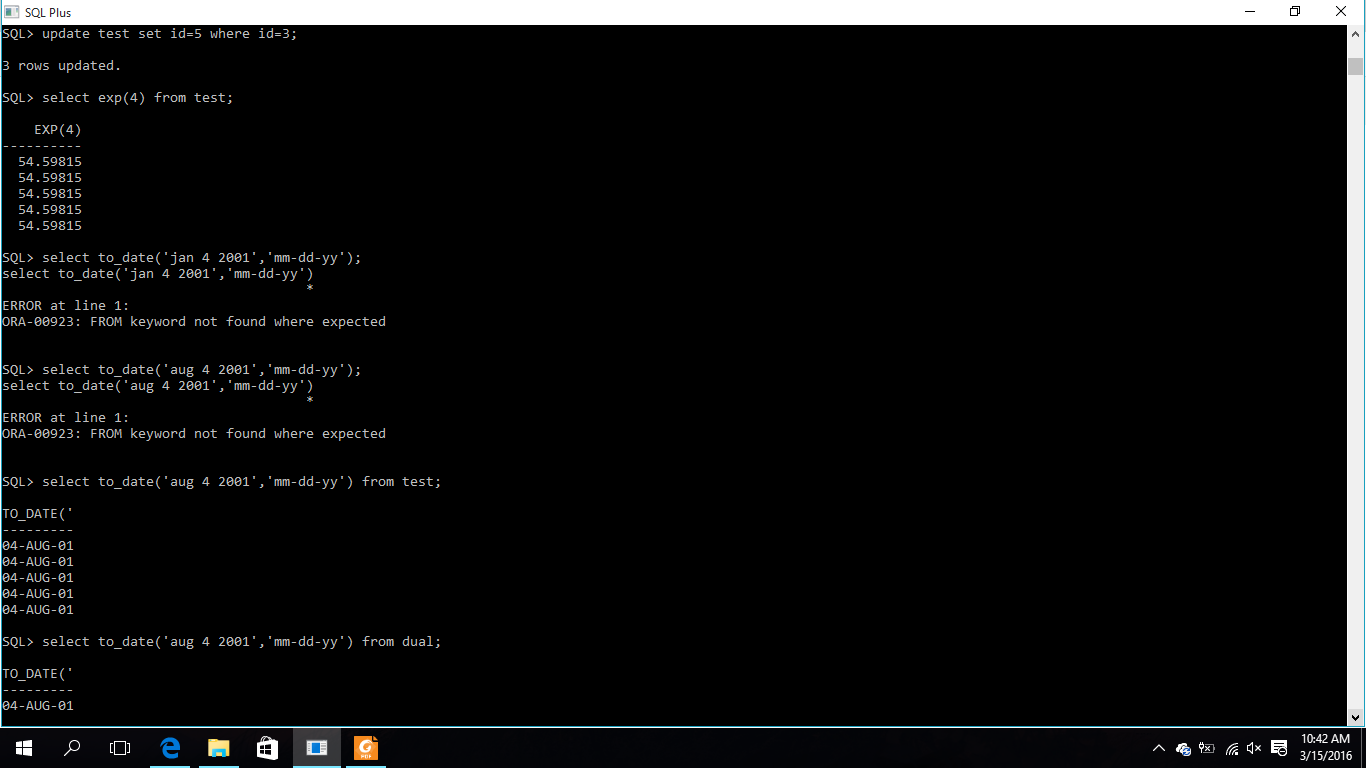 SQL Plus
SQL> update test set id=5 where id=3;
3 rows updated.
SQL> select exp(4) from test;
EXP(4)
----------
54.59815
54.59815
54.59815
54.59815
54.59815
SQL> select to_date('jan 4 2001','mm-dd-yy');
select to_date('jan 4 2001','mm-dd-yy')
*
ERROR at line 1:
ORA-00923: FROM keyword not found where expected
SQL> select to_date('aug 4 2001','mm-dd-yy');
select to_date('aug 4 2001','mm-dd-yy')
*
ERROR at line 1:
ORA-00923: FROM keyword not found where expected
SQL> select to_date('aug 4 2001','mm-dd-yy') from test;
TO_DATE('
---------
04-AUG-01
04-AUG-01
04-AUG-01
04-AUG-01
04-AUG-01
SQL> select to_date('aug 4 2001','mm-dd-yy') from dual;
TO_DATE('
---------
04-AUG-01
PDF
10:42 AM
3/15/2016